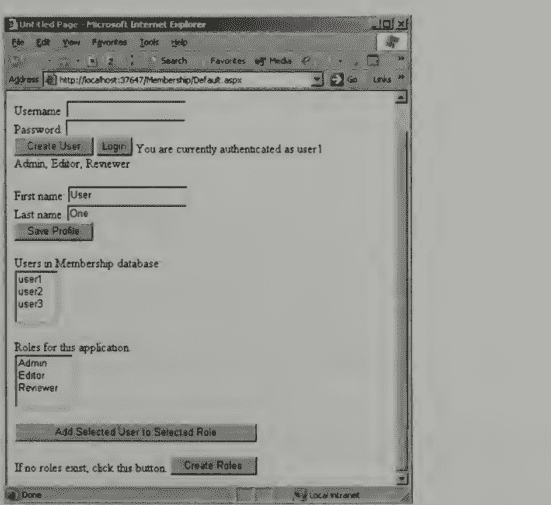 Untitled Page - Microsoft Internet Explorer
File Edit View Favorites Tools Help
Search Favorites Media
Address http://localhost:37647/Membership/Default.aspx Go Links »
Username
Password
Create User Login You are currently authenticated as user1
Admin, Editor, Reviewer
First name User
Last name One
Save Profile
Users in Membership database
user1
user2
user3
Roles for this application
Admin
Editor
Reviewer
Add Selected User to Selected Role
If no roles exist, click this button Create Roles
Done Local intranet